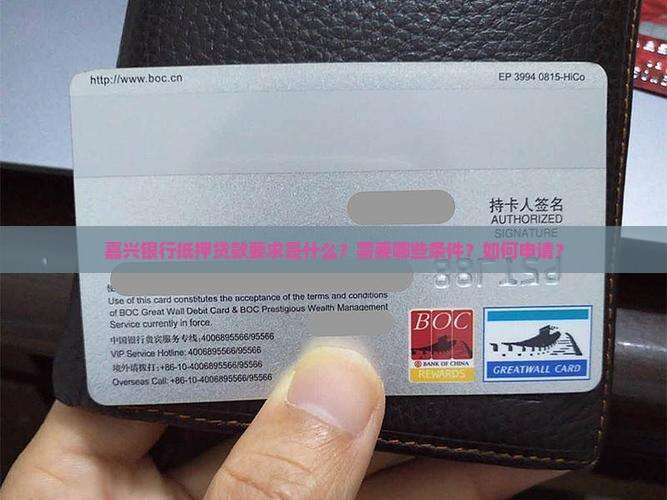 http://www.boc.cn
EP 3994 0815-HiCo
持卡人签名
AUTHORIZED
SIGNATURE
嘉兴银行抵押贷款要求是什么？需要哪些条件？如何申请？
Use of this card constitutes the acceptance of the terms and conditions
of BOC Great Wall Debit Card & BOC Prestigious Wealth Management
Service currently in force.
中国银行贵宾服务专线:4006895566/95566
VIP Service Hotline: 4006895566/95566
境外请拨打:+86-10-4006895566/95566
Overseas Call:+86-10-4006895566/95566
BOC
BANK OF CHINA
REWARDS
GREATWALL CARD